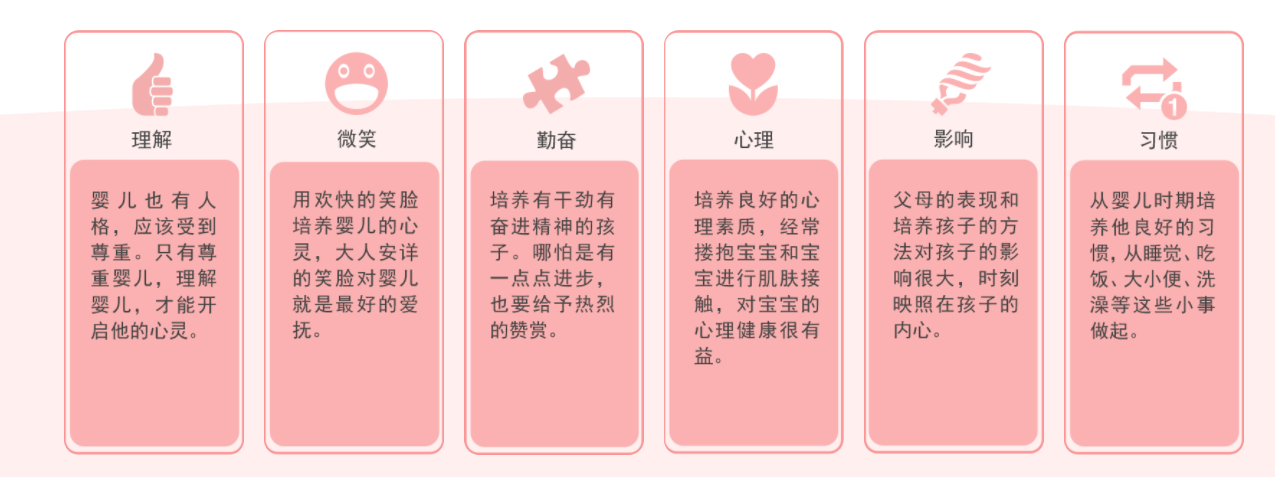 理解
婴儿也有人
格，应该受到
尊重。只有尊
重婴儿，理解
婴儿，才能开
启他的心灵。
微笑
用欢快的笑脸
培养婴儿的心
灵，大人安详
的笑脸对婴儿
就是最好的爱
抚。
勤奋
培养有干劲有
奋进精神的孩
子。哪怕是有
一点点进步，
也要给予热烈
的赞赏。
心理
培养良好的心
理素质，经常
搂抱宝宝和宝
宝进行肌肤接
触，对宝宝的
心理健康很有
益。
影响
父母的表现和
培养孩子的方
法对孩子的影
响很大，时刻
映照在孩子的
内心。
1
习惯
从婴儿时期培
养他良好的习
惯，从睡觉、吃
饭、大小便、洗
澡等这些小事
做起。